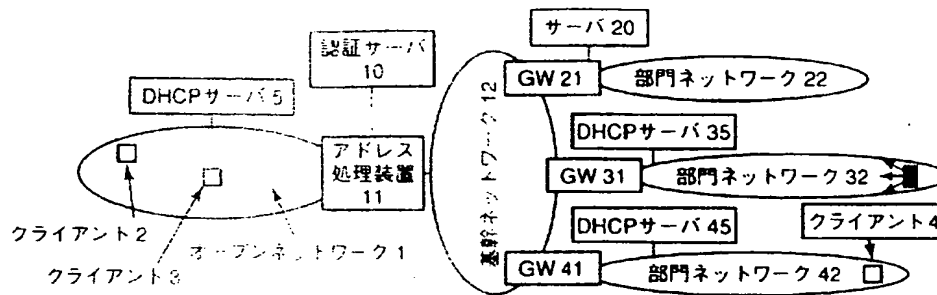 サーバ 20
認証サーバ
10
GW 21
部門ネットワーク 22
DHCPサーバ 5
基幹ネットワーク 12
DHCPサーバ 35
アドレス
処理装置
11
GW 31
部門ネットワーク 32
クライアント2
オープンネットワーク 1
クライアント3
DHCPサーバ 45
クライアント4
GW 41
部門ネットワーク 42